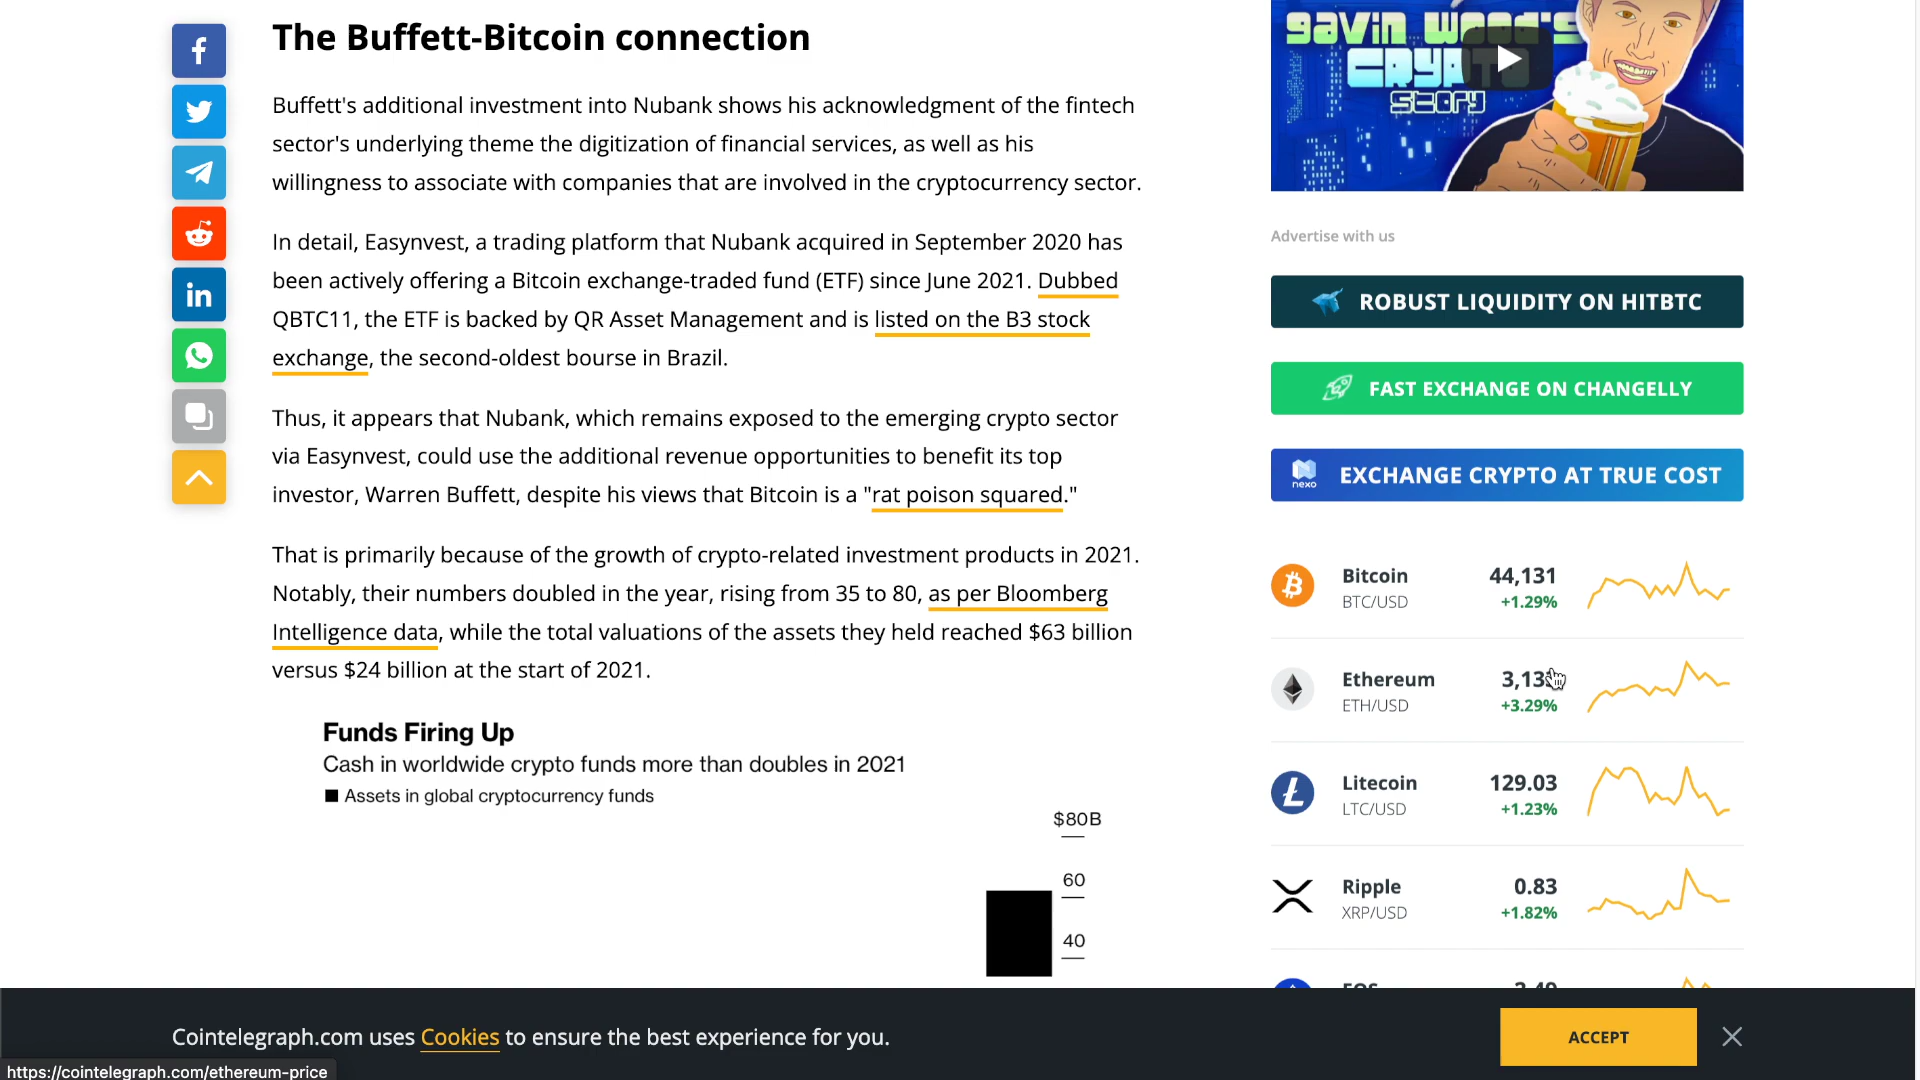 The Buffett-Bitcoin connection
Buffett's additional investment into Nubank shows his acknowledgment of the fintech
sector's underlying theme the digitization of financial services, as well as his
willingness to associate with companies that are involved in the cryptocurrency sector.
In detail, Easynvest, a trading platform that Nubank acquired in September 2020 has
been actively offering a Bitcoin exchange-traded fund (ETF) since June 2021. Dubbed
QBTC11, the ETF is backed by QR Asset Management and is listed on the B3 stock
exchange, the second-oldest bourse in Brazil.
Thus, it appears that Nubank, which remains exposed to the emerging crypto sector
via Easynvest, could use the additional revenue opportunities to benefit its top
investor, Warren Buffett, despite his views that Bitcoin is a "rat poison squared."
That is primarily because of the growth of crypto-related investment products in 2021.
Notably, their numbers doubled in the year, rising from 35 to 80, as per Bloomberg
Intelligence data, while the total valuations of the assets they held reached $63 billion
versus $24 billion at the start of 2021.
Funds Firing Up
Cash in worldwide crypto funds more than doubles in 2021
Assets in global cryptocurrency funds
$80B
60
40
gavin wood's
story
Advertise with us
ROBUST LIQUIDITY ON HITBTC
FAST EXCHANGE ON CHANGELLY
nexo
EXCHANGE CRYPTO AT TRUE COST
Bitcoin 44,131
BTC/USD +1.29%
Ethereum
ETH/USD +3.29%
Litecoin 129.03
LTC/USD +1.23%
Ripple 0.83
XRP/USD +1.82%
Cointelegraph.com uses Cookies to ensure the best experience for you.
ACCEPT
https://cointelegraph.com/ethereum-price